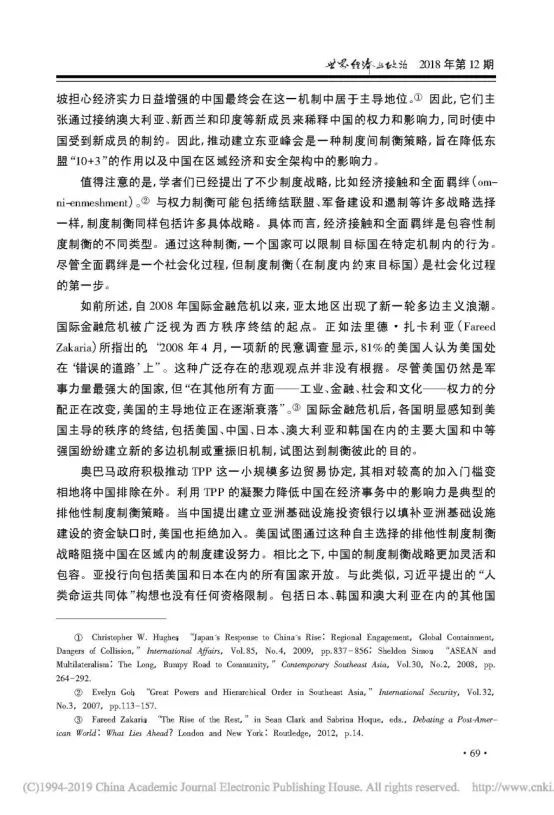 世界经济与政治 2018 年第 12 期
坡担心经济实力日益增强的中国最终会在这一机制中居于主导地位。① 因此,它们主
张通过接纳澳大利亚、新西兰和印度等新成员来稀释中国的权力和影响力,同时使中
国受到新成员的制约。因此,推动建立东亚峰会是一种制度间制衡策略,旨在降低东
盟“10+3”的作用以及中国在区域经济和安全架构中的影响力。
值得注意的是,学者们已经提出了不少制度战略,比如经济接触和全面羁绊(om-
ni-enmeshment)。② 与权力制衡可能包括缔结联盟、军备建设和遏制等许多战略选择
一样,制度制衡同样包括许多具体战略。具体而言,经济接触和全面羁绊是包容性制
度制衡的不同类型。通过这种制衡,一个国家可以限制目标国在特定机制内的行为。
尽管全面羁绊是一个社会化过程,但制度制衡(在制度内约束目标国)是社会化过程
的第一步。
如前所述,自 2008 年国际金融危机以来,亚太地区出现了新一轮多边主义浪潮。
国际金融危机被广泛视为西方秩序终结的起点。正如法里德·扎卡利亚(Fareed
Zakaria)所指出的,“2008 年 4 月,一项新的民意调查显示,81%的美国人认为美国处
在‘错误的道路’上”。这种广泛存在的悲观观点并非没有根据。尽管美国仍然是军
事力量最强大的国家,但“在其他所有方面——工业、金融、社会和文化——权力的分
配正在改变,美国的主导地位正在逐渐衰落”。③ 国际金融危机后,各国明显感知到美
国主导的秩序的终结,包括美国、中国、日本、澳大利亚和韩国在内的主要大国和中等
强国纷纷建立新的多边机制或重振旧机制,试图达到制衡彼此的目的。
奥巴马政府积极推动 TPP 这一小规模多边贸易协定,其相对较高的加入门槛变
相地将中国排除在外。利用 TPP 的凝聚力降低中国在经济事务中的影响力是典型的
排他性制度制衡策略。当中国提出建立亚洲基础设施投资银行以填补亚洲基础设施
建设的资金缺口时,美国也拒绝加入。美国试图通过这种自主选择的排他性制度制衡
战略阻挠中国在区域内的制度建设努力。相比之下,中国的制度制衡战略更加灵活和
包容。亚投行向包括美国和日本在内的所有国家开放。与此类似,习近平提出的“人
类命运共同体”构想也没有任何资格限制。包括日本、韩国和澳大利亚在内的其他国
① Christopher W. Hughes, “Japan's Response to China's Rise: Regional Engagement, Global Containment,
Dangers of Collision,” International Affairs, Vol.85, No.4, 2009, pp.837-856; Sheldon Simon, “ASEAN and
Multilateralism: The Long, Bumpy Road to Community,” Contemporary Southeast Asia, Vol.30, No.2, 2008, pp.
264-292.
② Evelyn Goh, “Great Powers and Hierarchical Order in Southeast Asia,” International Security, Vol.32,
No.3, 2007, pp.113-157.
③ Fareed Zakaria, “The Rise of the Rest,” in Sean Clark and Sabrina Hoque, eds., Debating a Post-Amer-
ican World: What Lies Ahead? London and New York: Routledge, 2012, p.14.
·69·
(C)1994-2019 China Academic Journal Electronic Publishing House. All rights reserved. http://www.cnki.